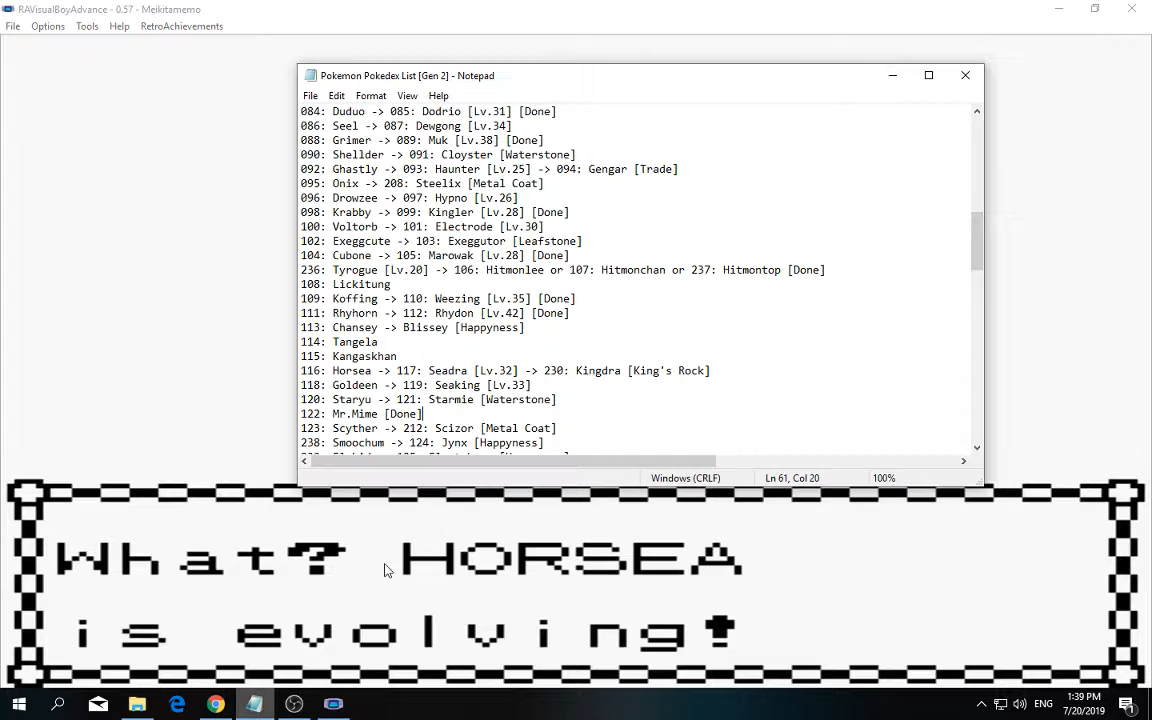 RAVisualBoyAdvance - 0.57 - Meikitamemo
File Options Tools Help RetroAchievements
Pokemon Pokedex List [Gen 2] - Notepad
File Edit Format View Help
084: Duduo -> 085: Dodrio [Lv.31] [Done]
086: Seel -> 087: Dewgong [Lv.34]
088: Grimer -> 089: Muk [Lv.38] [Done]
090: Shellder -> 091: Cloyster [Waterstone]
092: Ghastly -> 093: Haunter [Lv.25] -> 094: Gengar [Trade]
095: Onix -> 208: Steelix [Metal Coat]
096: Drowzee -> 097: Hypno [Lv.26]
098: Krabby -> 099: Kingler [Lv.28] [Done]
100: Voltorb -> 101: Electrode [Lv.30]
102: Exeggcute -> 103: Exeggutor [Leafstone]
104: Cubone -> 105: Marowak [Lv.28] [Done]
236: Tyrogue [Lv.20] -> 106: Hitmonlee or 107: Hitmonchan or 237: Hitmontop [Done]
108: Lickitung
109: Koffing -> 110: Weezing [Lv.35] [Done]
111: Rhyhorn -> 112: Rhydon [Lv.42] [Done]
113: Chansey -> Blissey [Happyness]
114: Tangela
115: Kangaskhan
116: Horsea -> 117: Seadra [Lv.32] -> 230: Kingdra [King's Rock]
118: Goldeen -> 119: Seaking [Lv.33]
120: Staryu -> 121: Starmie [Waterstone]
122: Mr.Mime [Done]
123: Scyther -> 212: Scizor [Metal Coat]
238: Smoochum -> 124: Jynx [Happyness]
Windows (CRLF) Ln 61, Col 20 100%
What? HORSEA
is evolving!
ENG 1:39 PM
7/20/2019 1